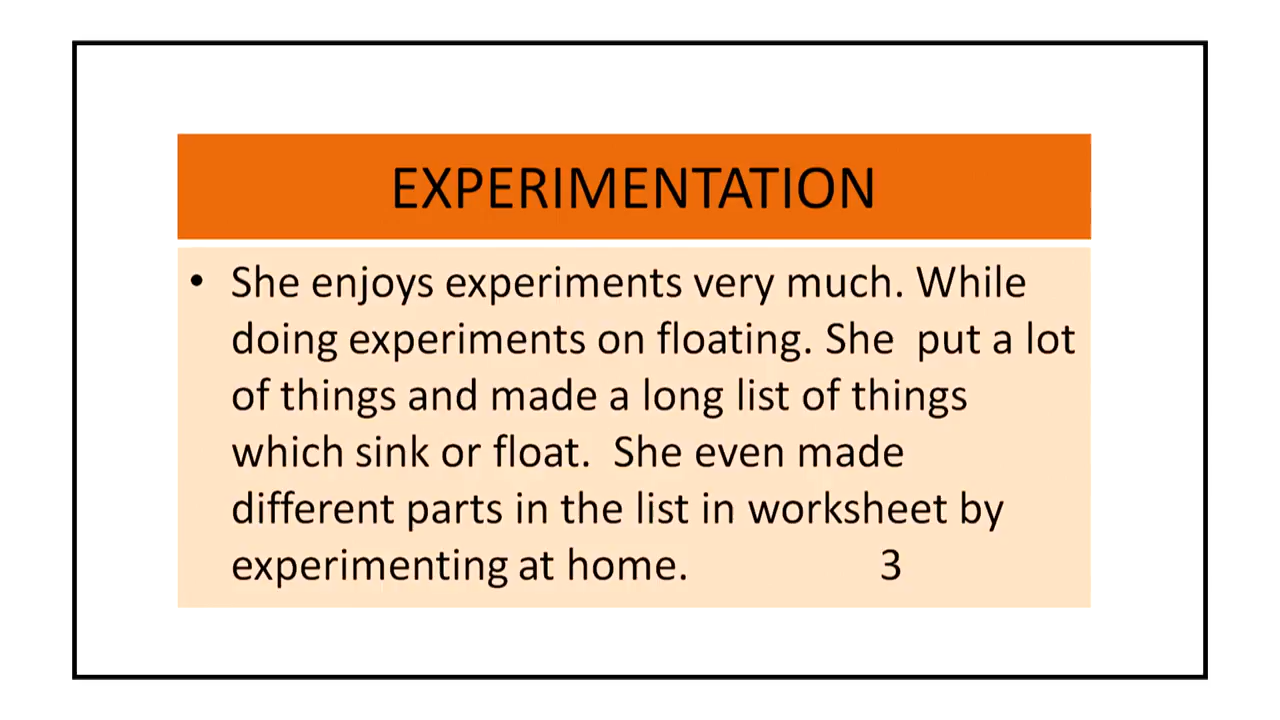 EXPERIMENTATION
• She enjoys experiments very much. While
doing experiments on floating. She  put a lot
of things and made a long list of things
which sink or float.  She even made
different parts in the list in worksheet by
experimenting at home. 3